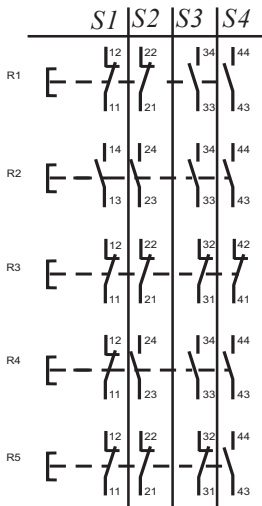 S1 S2 S3 S4
12 22 34 44
R1
11 21 33 43
14 24 34 44
R2
13 23 33 43
12 22 32 42
R3
11 21 31 41
12 24 34 44
R4
11 23 33 43
12 22 32 44
R5
11 21 31 43